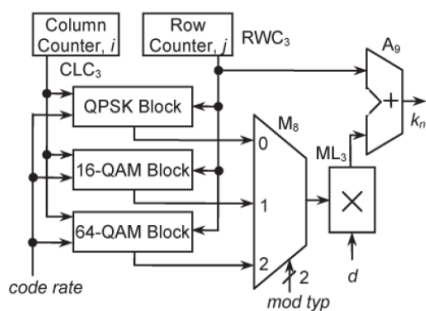 Column
Counter, i
Row
Counter, j
RWC3
A9
CLC3
QPSK Block
M8
0
kn
ML3
16-QAM Block
1
×
+
64-QAM Block
2
code rate
2
mod typ
d